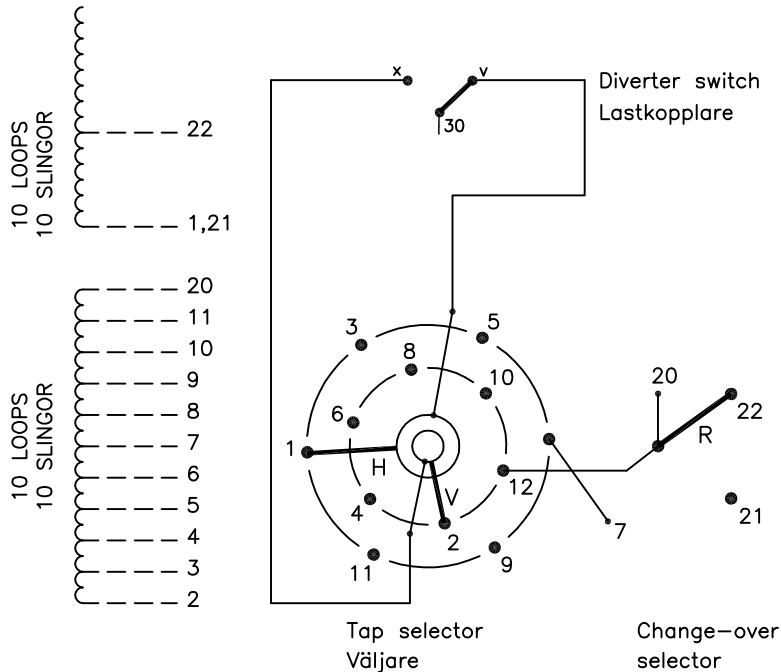 10 LOOPS
10 SLINGOR
22
1,21
10 LOOPS
10 SLINGOR
20
11
10
9
8
7
6
5
4
3
2
x
v
30
Diverter switch
Lastkopplare
3
5
8
10
6
1
H
V
12
4
2
11
9
7
20
22
R
21
Tap selector
Väljare
Change-over
selector